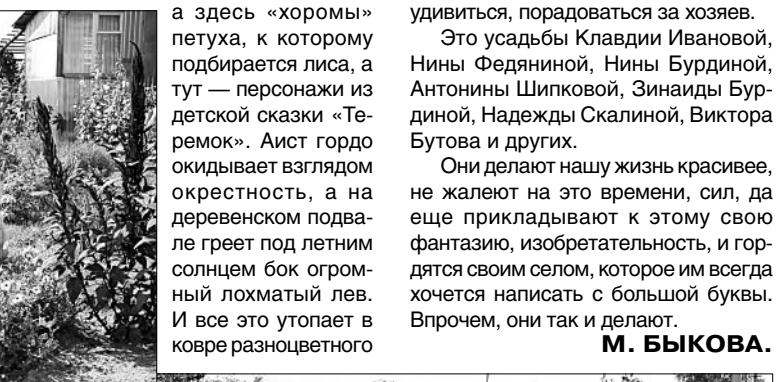 а здесь «хоромы»
петуха, к которому
подбирается лиса, а
тут — персонажи из
детской сказки «Те-
ремок». Аист гордо
окидывает взглядом
окрестность, а на
деревенском подва-
ле греет под летним
солнцем бок огром-
ный лохматый лев.
И все это утопает в
ковре разноцветного
удивиться, порадоваться за хозяев.
Это усадьбы Клавдии Ивановой,
Нины Федяниной, Нины Бурдиной,
Антонины Шипковой, Зинаиды Бур-
диной, Надежды Скалиной, Виктора
Бутова и других.
Они делают нашу жизнь красивее,
не жалеют на это времени, сил, да
еще прикладывают к этому свою
фантазию, изобретательность, и гор-
дятся своим селом, которое им всегда
хочется написать с большой буквы.
Впрочем, они так и делают.
М. БЫКОВА.